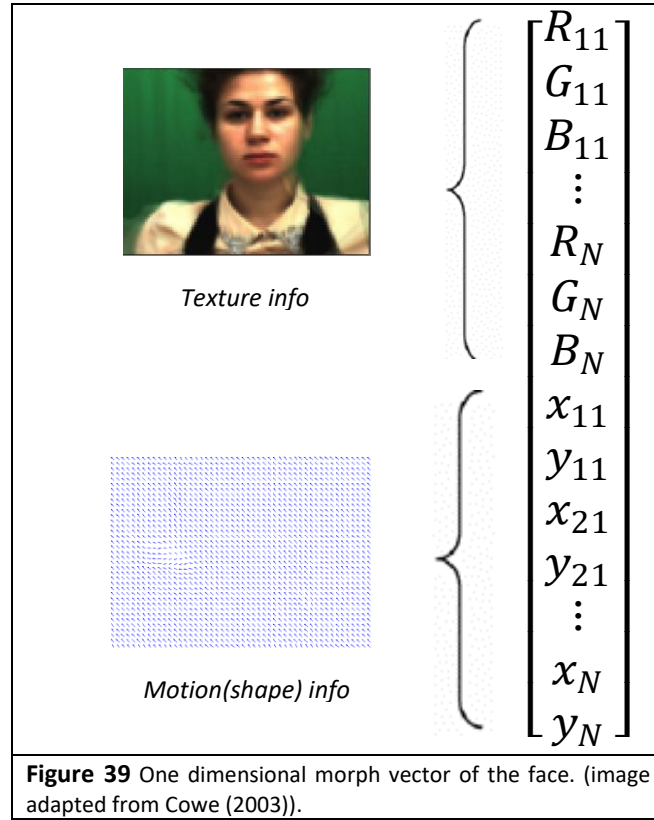 R11
G11
B11
⋮
RN
GN
BN
Texture info
x11
y11
x21
y21
⋮
xN
yN
Motion(shape) info
Figure 39 One dimensional morph vector of the face. (image
adapted from Cowe (2003)).